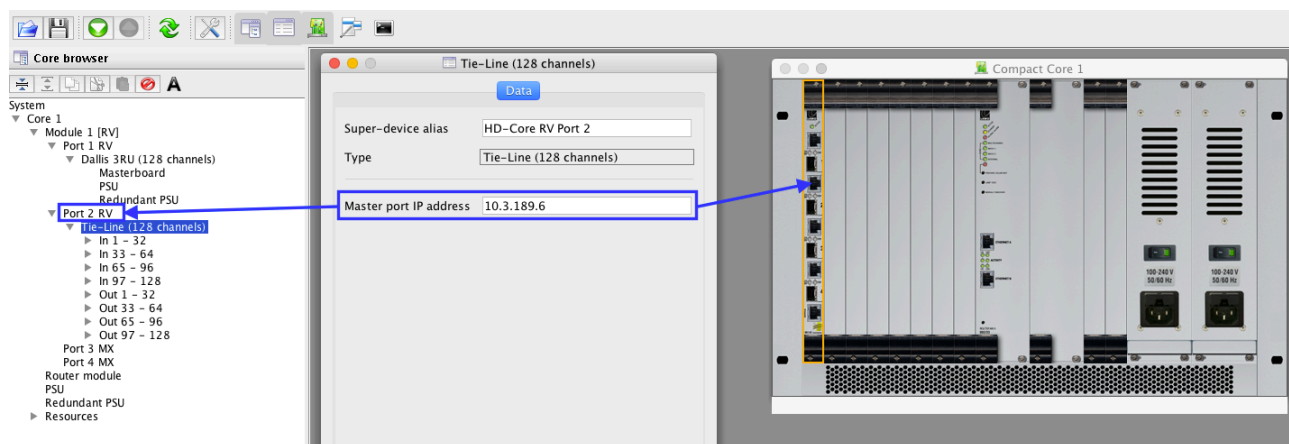 Core browser
A
System
Core 1
Module 1 [RV]
Port 1 RV
Dallis 3RU (128 channels)
Masterboard
PSU
Redundant PSU
Port 2 RV
Tie-Line (128 channels)
In 1 - 32
In 33 - 64
In 65 - 96
In 97 - 128
Out 1 - 32
Out 33 - 64
Out 65 - 96
Out 97 - 128
Port 3 MX
Port 4 MX
Router module
PSU
Redundant PSU
Resources
Tie-Line (128 channels)
Data
Super-device alias HD-Core RV Port 2
Type Tie-Line (128 channels)
Master port IP address 10.3.189.6
Compact Core 1
ETHERNET A
ACTIVITY
ETHERNET B
100-240 V
50/60 Hz
100-240 V
50/60 Hz